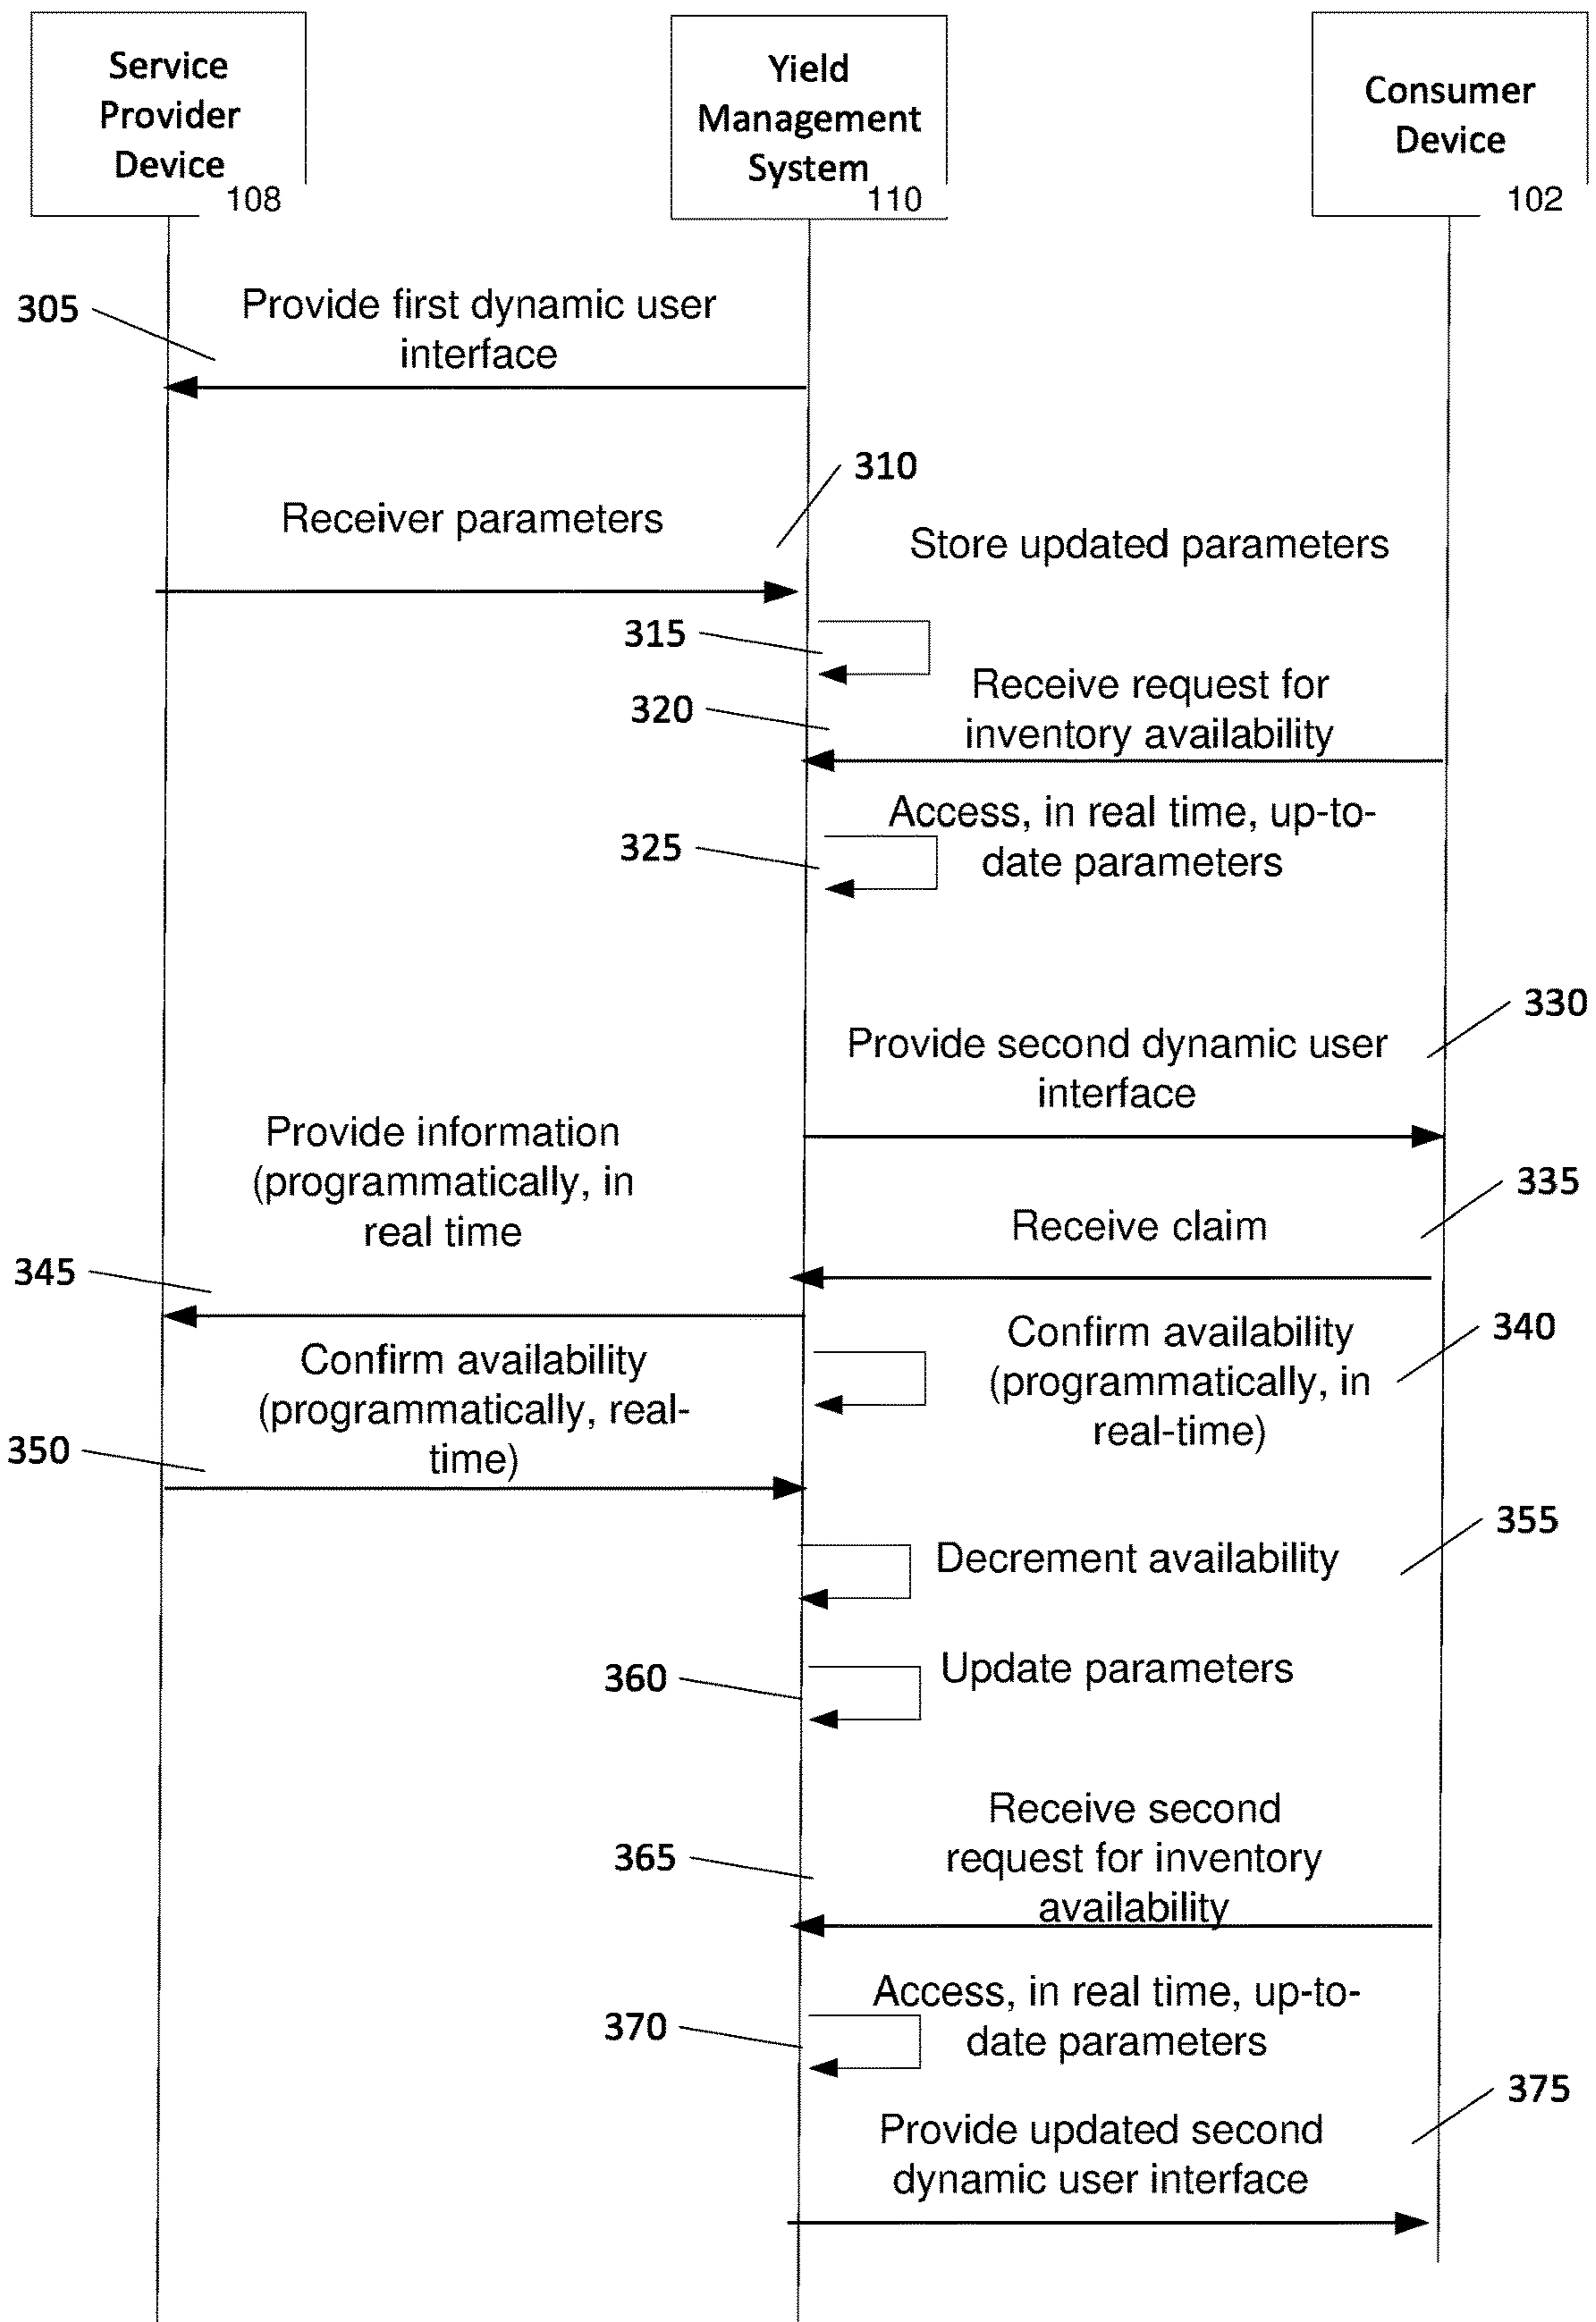 Service
Provider
Device
108
Yield
Management
System
110
Consumer
Device
102
305
Provide first dynamic user
interface
310
Receiver parameters
Store updated parameters
315
Receive request for
inventory availability
320
Access, in real time, up-to-
date parameters
325
330
Provide second dynamic user
interface
Provide information
(programmatically, in
real time
335
Receive claim
345
Confirm availability
(programmatically, in
real-time)
340
Confirm availability
(programmatically, real-
time)
350
355
Decrement availability
360
Update parameters
Receive second
request for inventory
availability
365
Access, in real time, up-to-
date parameters
370
375
Provide updated second
dynamic user interface